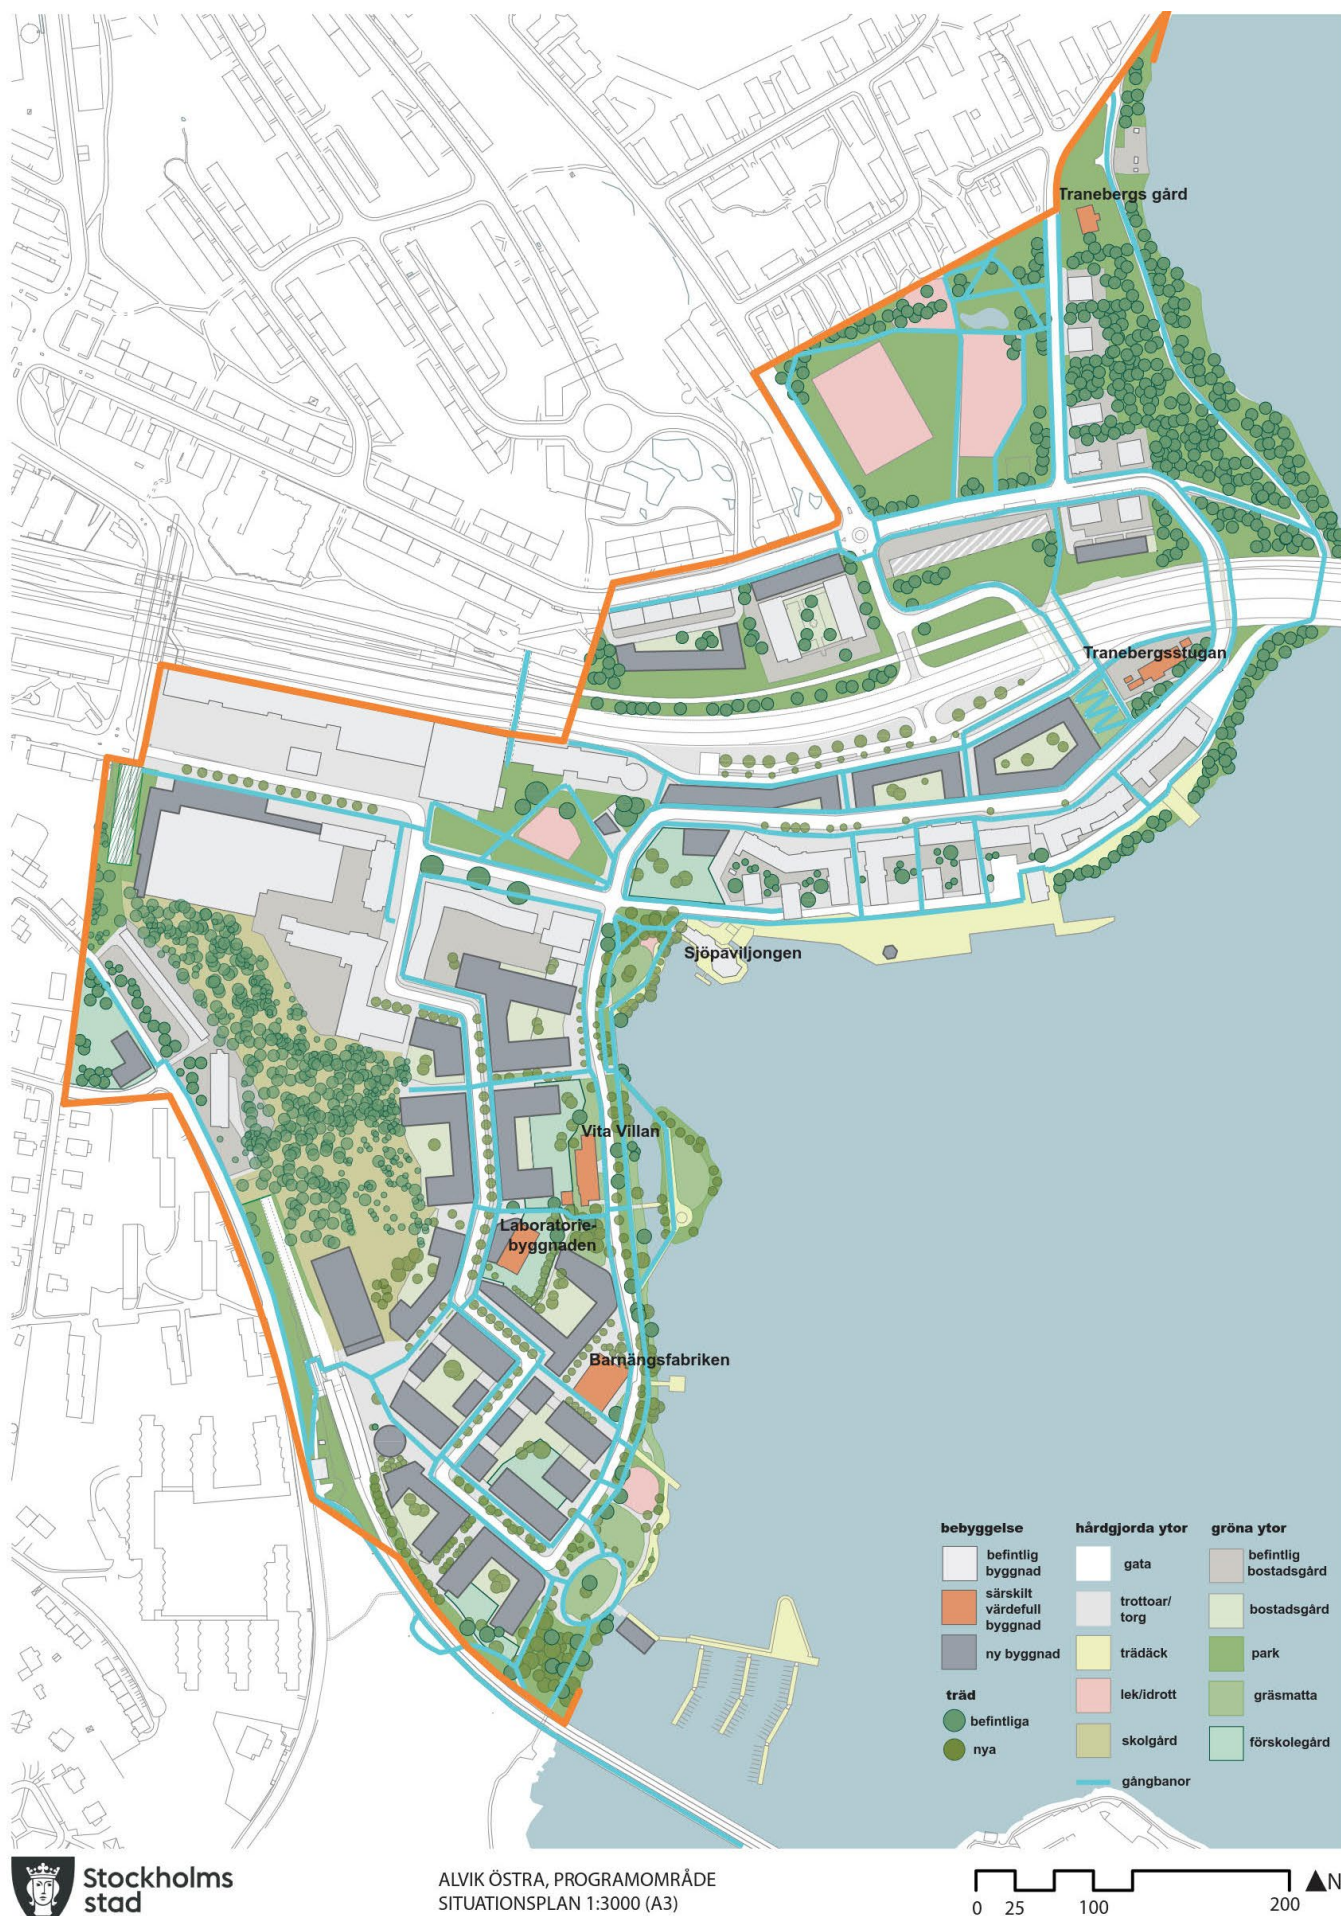 Tranebergs gård
Tranebergsstugan
Sjöpaviljongen
Vita Villan
Laboratorie-
byggnaden
Barnängsfabriken
bebyggelse
befintlig
byggnad
särskilt
värdefull
byggnad
ny byggnad
träd
befintliga
nya
hårdgjorda ytor
gata
trottoar/
torg
trädäck
lek/idrott
skolgård
gångbanor
gröna ytor
befintlig
bostadsgård
bostadsgård
park
gräsmatta
förskolegård
Stockholms
stad
ALVIK ÖSTRA, PROGRAMOMRÅDE
SITUATIONSPLAN 1:3000 (A3)
0 25 100 200
N